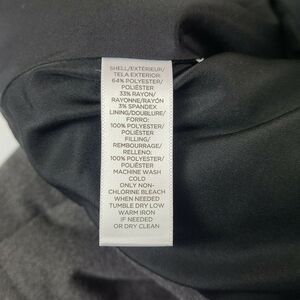 SHELL/EXTÉRIEUR/
TELA EXTERIOR:
64% POLYESTER/
POLIÉSTER
33% RAYON/
RAYONNE/RAYÓN
3% SPANDEX
LINING/DOUBLURE/
FORRO:
100% POLYESTER/
POLIÉSTER
FILLING/
REMBOURRAGE/
RELLENO:
100% POLYESTER/
POLIÉSTER
MACHINE WASH
COLD
ONLY NON-
CHLORINE BLEACH
WHEN NEEDED
TUMBLE DRY LOW
WARM IRON
IF NEEDED
OR DRY CLEAN